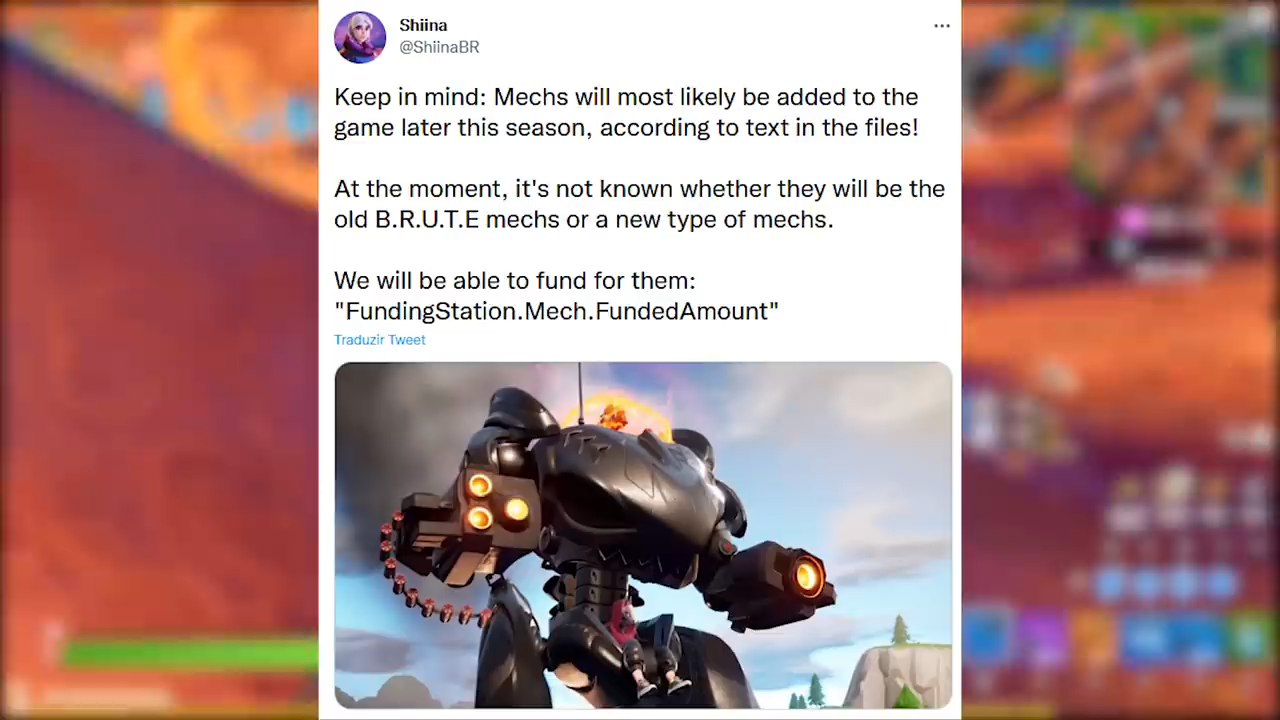 Shiina
@ShiinaBR
Keep in mind: Mechs will most likely be added to the
game later this season, according to text in the files!
At the moment, it's not known whether they will be the
old B.R.U.T.E mechs or a new type of mechs.
We will be able to fund for them:
"FundingStation.Mech.FundedAmount"
Traduzir Tweet